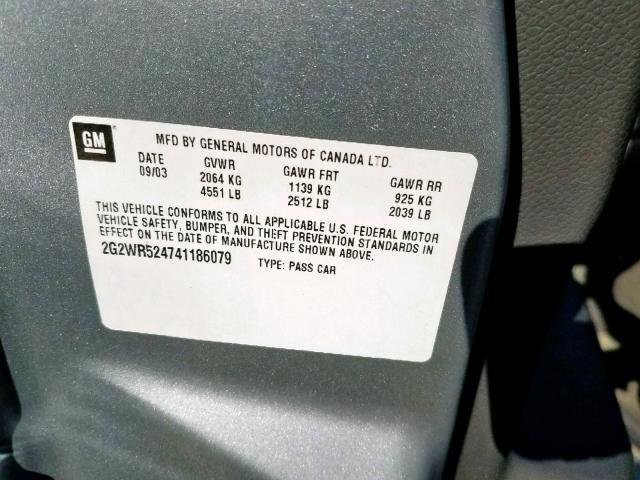 GM
MFD BY GENERAL MOTORS OF CANADA LTD.
DATE GVWR GAWR FRT GAWR RR
09/03 2064 KG 1139 KG 925 KG
4551 LB 2512 LB 2039 LB
THIS VEHICLE CONFORMS TO ALL APPLICABLE U.S. FEDERAL MOTOR
VEHICLE SAFETY, BUMPER, AND THEFT PREVENTION STANDARDS IN
EFFECT ON THE DATE OF MANUFACTURE SHOWN ABOVE.
2G2WR524741186079 TYPE: PASS CAR